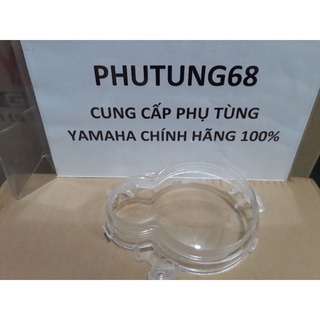 PHUTUNG68
CUNG CẤP PHỤ TÙNG
YAMAHA CHÍNH HÃNG 100%